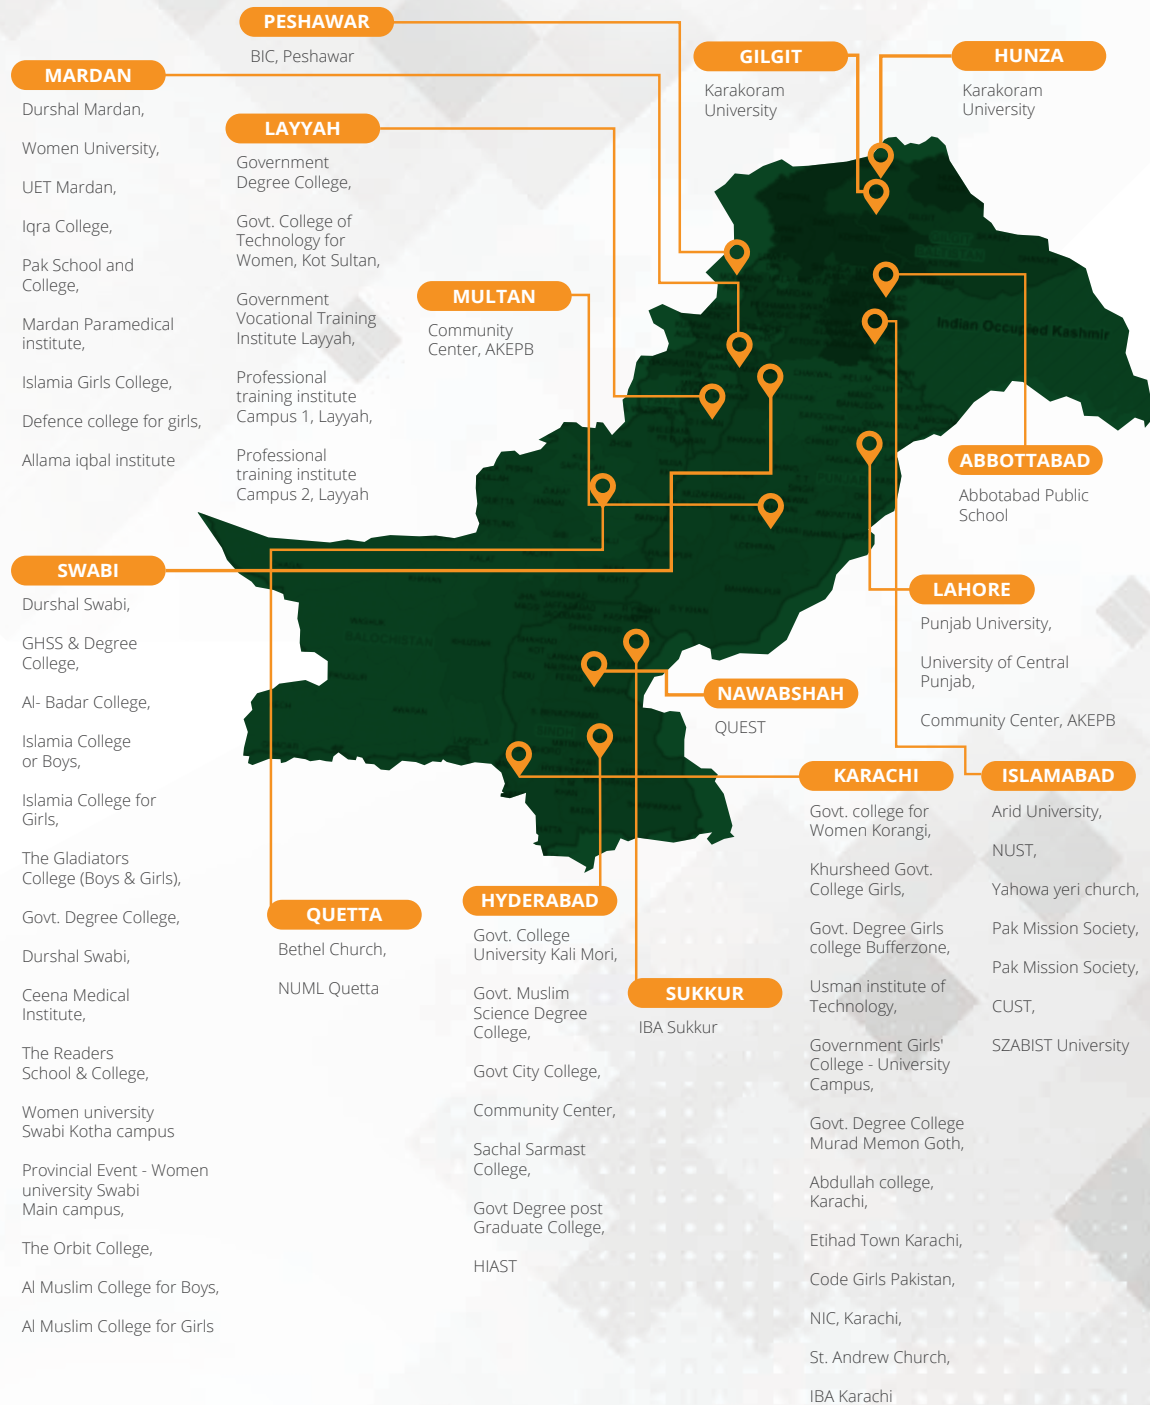 PESHAWAR
BIC, Peshawar
MARDAN
Durshal Mardan,
Women University,
UET Mardan,
Iqra College,
Pak School and
College,
Mardan Paramedical
institute,
Islamia Girls College,
Defence college for girls,
Allama iqbal institute
LAYYAH
Government
Degree College,
Govt. College of
Technology for
Women, Kot Sultan,
Government
Vocational Training
Institute Layyah,
Professional
training institute
Campus 1, Layyah,
Professional
training institute
Campus 2, Layyah
MULTAN
Community
Center, AKEPB
GILGIT
Karakoram
University
HUNZA
Karakoram
University
Indian Occupied Kashmir
PUNJAB
BALOCHISTAN
SINDH
ABBOTTABAD
Abbotabad Public
School
LAHORE
Punjab University,
University of Central
Punjab,
Community Center, AKEPB
SWABI
Durshal Swabi,
GHSS & Degree
College,
Al- Badar College,
Islamia College
or Boys,
Islamia College for
Girls,
The Gladiators
College (Boys & Girls),
Govt. Degree College,
Durshal Swabi,
Ceena Medical
Institute,
The Readers
School & College,
Women university
Swabi Kotha campus
Provincial Event - Women
university Swabi
Main campus,
The Orbit College,
Al Muslim College for Boys,
Al Muslim College for Girls
QUETTA
Bethel Church,
NUML Quetta
HYDERABAD
Govt. College
University Kali Mori,
Govt. Muslim
Science Degree
College,
Govt City College,
Community Center,
Sachal Sarmast
College,
Govt Degree post
Graduate College,
HIAST
SUKKUR
IBA Sukkur
NAWABSHAH
QUEST
KARACHI
Govt. college for
Women Korangi,
Khursheed Govt.
College Girls,
Govt. Degree Girls
college Bufferzone,
Usman institute of
Technology,
Government Girls'
College - University
Campus,
Govt. Degree College
Murad Memon Goth,
Abdullah college,
Karachi,
Etihad Town Karachi,
Code Girls Pakistan,
NIC, Karachi,
St. Andrew Church,
IBA Karachi
ISLAMABAD
Arid University,
NUST,
Yahowa yeri church,
Pak Mission Society,
Pak Mission Society,
CUST,
SZABIST University